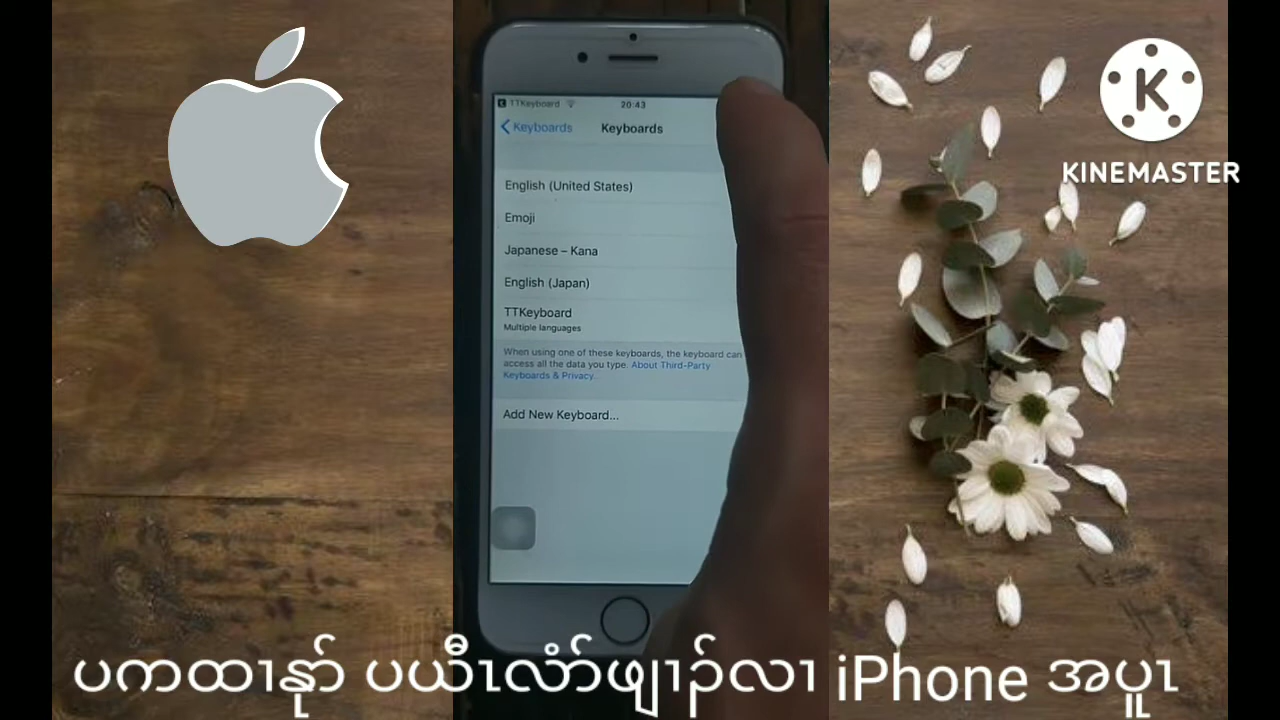 TTKeyboard 20:43
Keyboards Keyboards
English (United States)
Emoji
Japanese – Kana
English (Japan)
TTKeyboard
Multiple languages
When using one of these keyboards, the keyboard can
access all the data you type. About Third-Party
Keyboards & Privacy...
Add New Keyboard...
K
KINEMASTER
ပကထၢနုာ် ပယီၤလံာ်ဖျၢၣ်လၢ iPhone အပူၤ